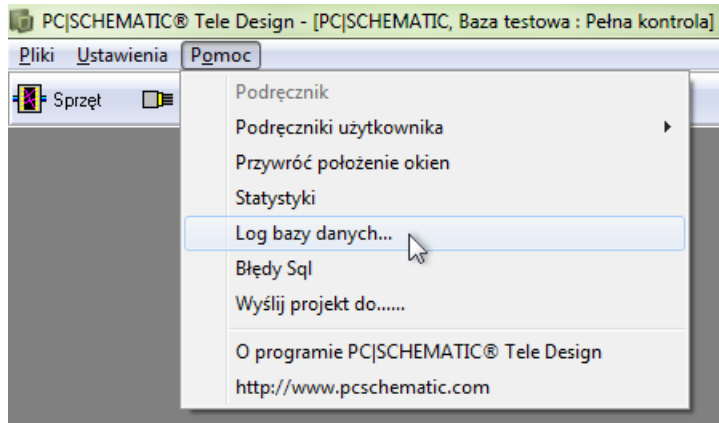 PC|SCHEMATIC® Tele Design - [PC|SCHEMATIC, Baza testowa : Pełna kontrola]
Pliki Ustawienia Pomoc
Sprzęt
Podręcznik
Podręczniki użytkownika
Przywróć położenie okien
Statystyki
Log bazy danych...
Błędy Sql
Wyślij projekt do......
O programie PC|SCHEMATIC® Tele Design
http://www.pcschematic.com